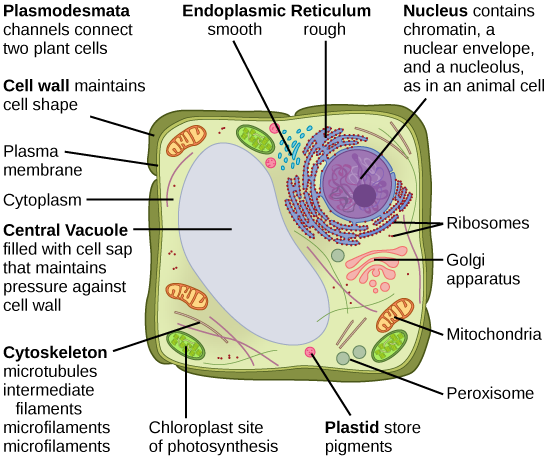 Plasmodesmata
channels connect
two plant cells
Endoplasmic Reticulum
smooth rough
Nucleus contains
chromatin, a
nuclear envelope,
and a nucleolus,
as in an animal cell
Cell wall maintains
cell shape
Plasma
membrane
Cytoplasm
Central Vacuole
filled with cell sap
that maintains
pressure against
cell wall
Cytoskeleton
microtubules
intermediate
filaments
microfilaments
microfilaments
Ribosomes
Golgi
apparatus
Mitochondria
Peroxisome
Chloroplast site
of photosynthesis
Plastid store
pigments